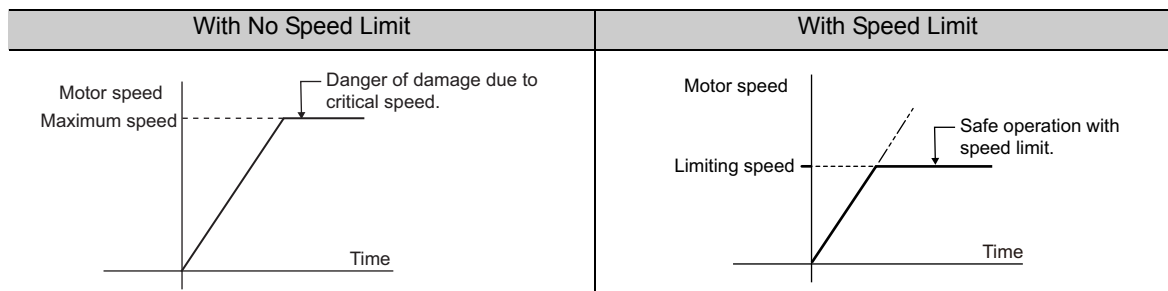 With No Speed Limit
With Speed Limit
Motor speed
Maximum speed
Danger of damage due to
critical speed.
Time
Motor speed
Limiting speed
Safe operation with
speed limit.
Time